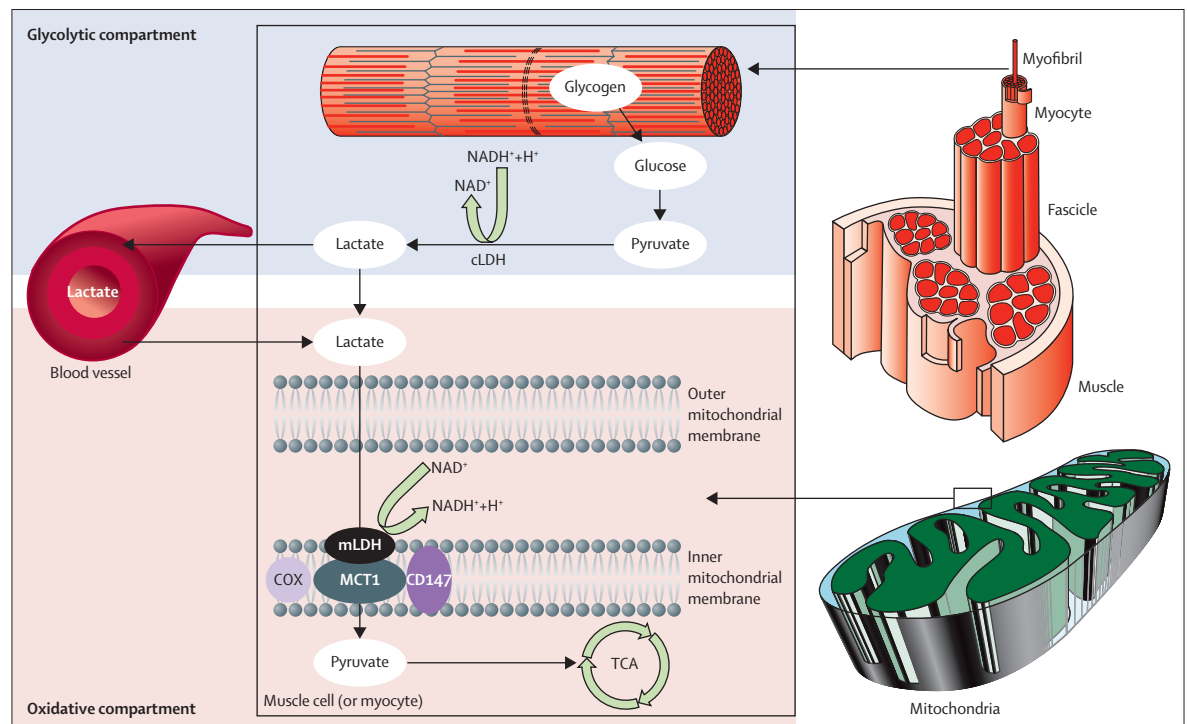 Glycolytic compartment
Glycogen
NADH⁺+H⁺
NAD⁺
Glucose
Lactate
cLDH
Pyruvate
Lactate
Blood vessel
Lactate
Outer
mitochondrial
membrane
NAD⁺
NADH⁺+H⁺
mLDH
COX
MCT1
CD147
Inner
mitochondrial
membrane
Pyruvate
TCA
Muscle cell (or myocyte)
Oxidative compartment
Myofibril
Myocyte
Fascicle
Muscle
Mitochondria